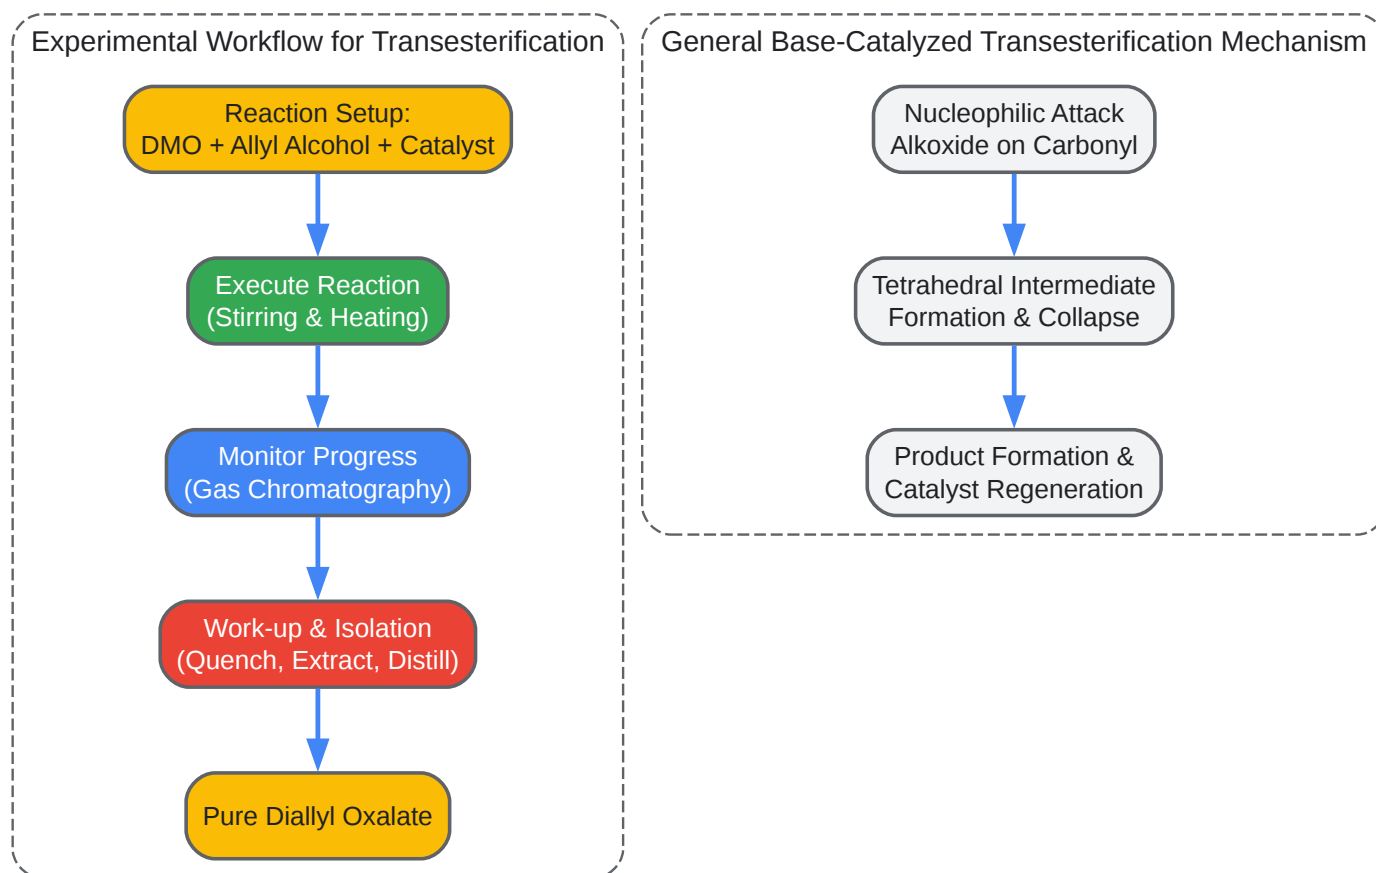 Experimental Workflow for Transesterification
Reaction Setup:
DMO + Allyl Alcohol + Catalyst
Execute Reaction
(Stirring & Heating)
Monitor Progress
(Gas Chromatography)
Work-up & Isolation
(Quench, Extract, Distill)
Pure Diallyl Oxalate
General Base-Catalyzed Transesterification Mechanism
Nucleophilic Attack
Alkoxide on Carbonyl
Tetrahedral Intermediate
Formation & Collapse
Product Formation &
Catalyst Regeneration